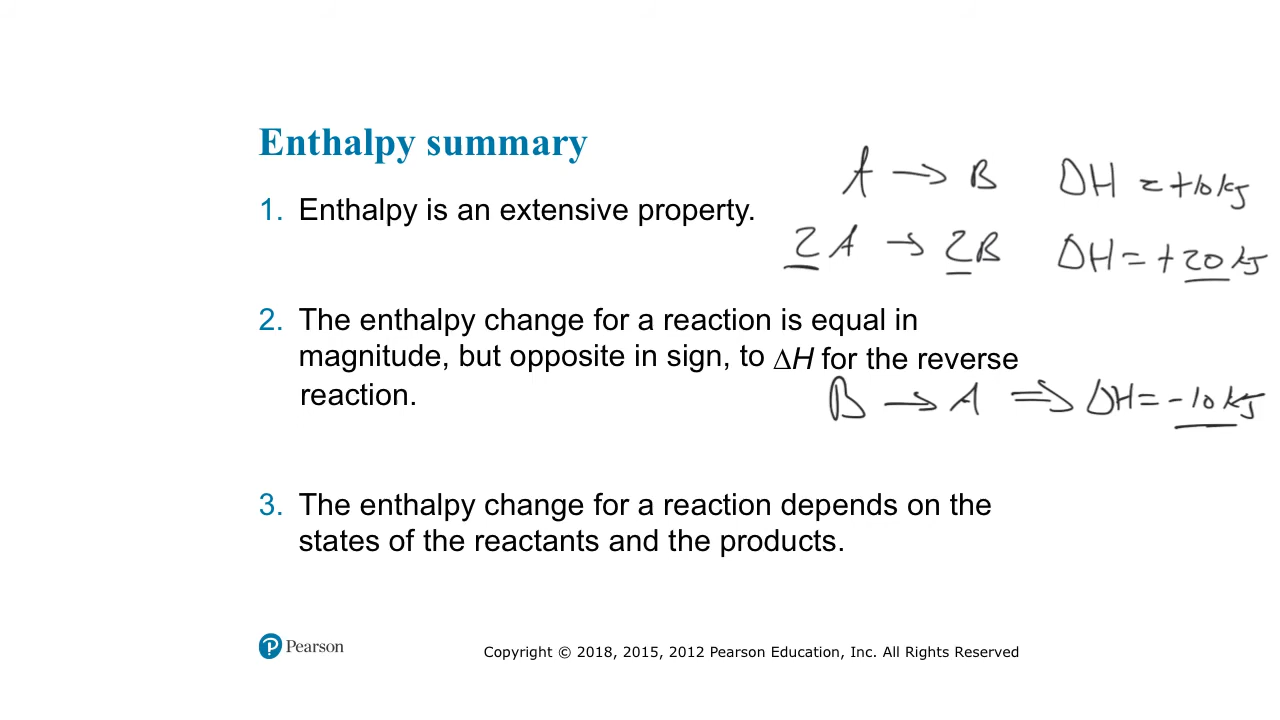 Enthalpy summary
A → B ΔH = +10 kJ
1. Enthalpy is an extensive property.
2A → 2B ΔH = +20 kJ
2. The enthalpy change for a reaction is equal in
magnitude, but opposite in sign, to ΔH for the reverse
reaction.
B → A ⇒ ΔH = -10 kJ
3. The enthalpy change for a reaction depends on the
states of the reactants and the products.
P Pearson
Copyright © 2018, 2015, 2012 Pearson Education, Inc. All Rights Reserved